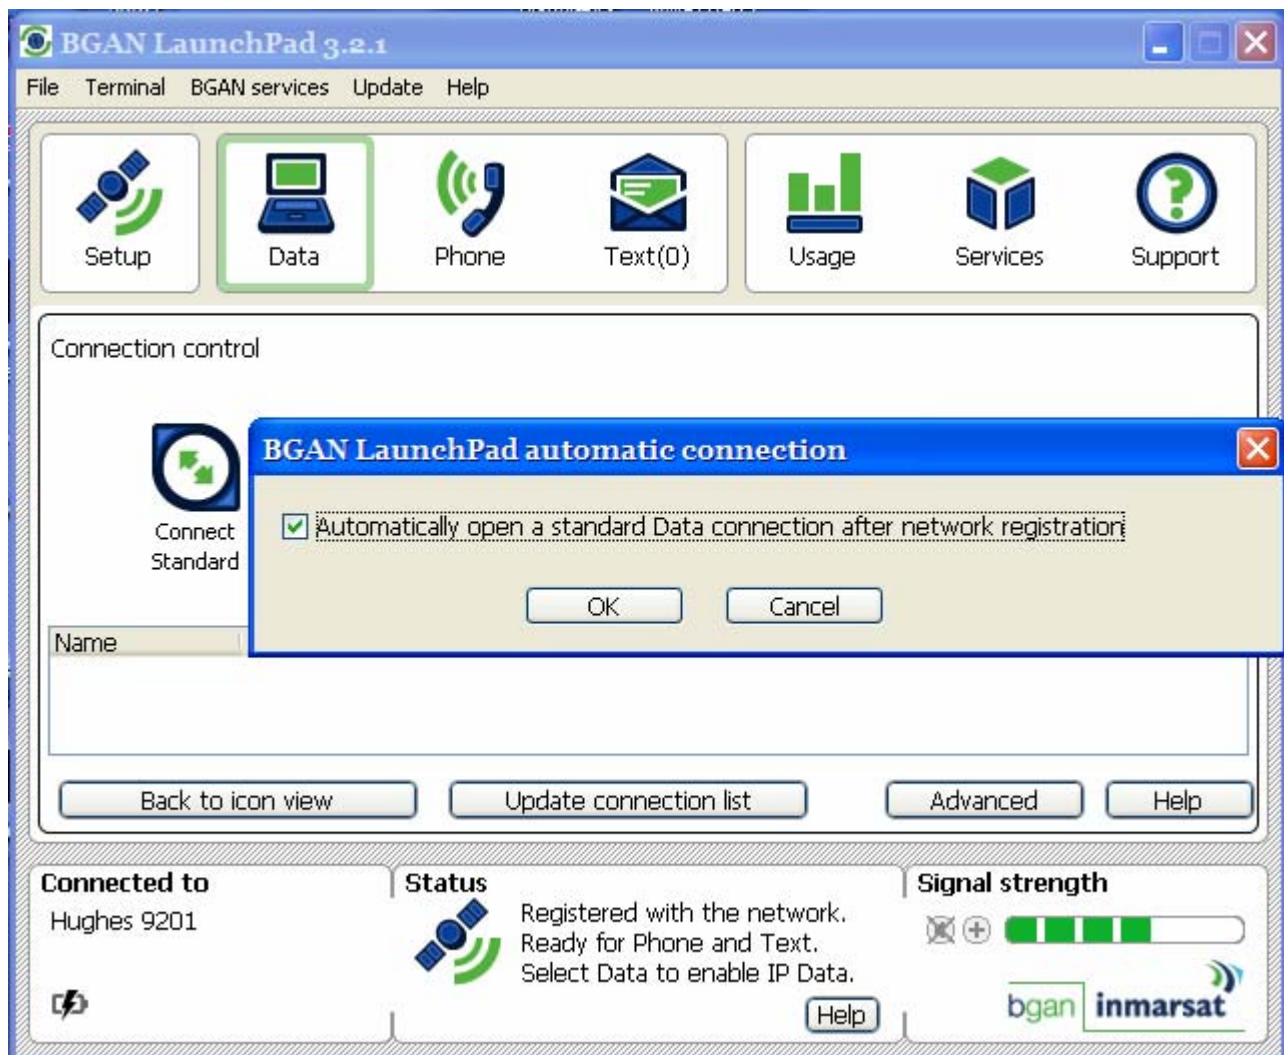 BGAN LaunchPad 3.2.1
File Terminal BGAN services Update Help
Setup Data Phone Text(0) Usage Services Support
Connection control
Connect
Standard
BGAN LaunchPad automatic connection
Automatically open a standard Data connection after network registration
OK Cancel
Name
Back to icon view Update connection list Advanced Help
Connected to
Hughes 9201
Status
Registered with the network.
Ready for Phone and Text.
Select Data to enable IP Data.
Help
Signal strength
bgan inmarsat